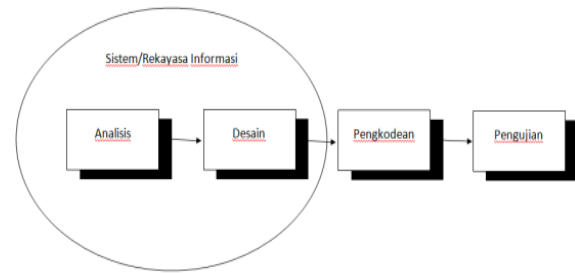 Sistem/Rekayasa Informasi
Analisis
Desain
Pengkodean
Pengujian